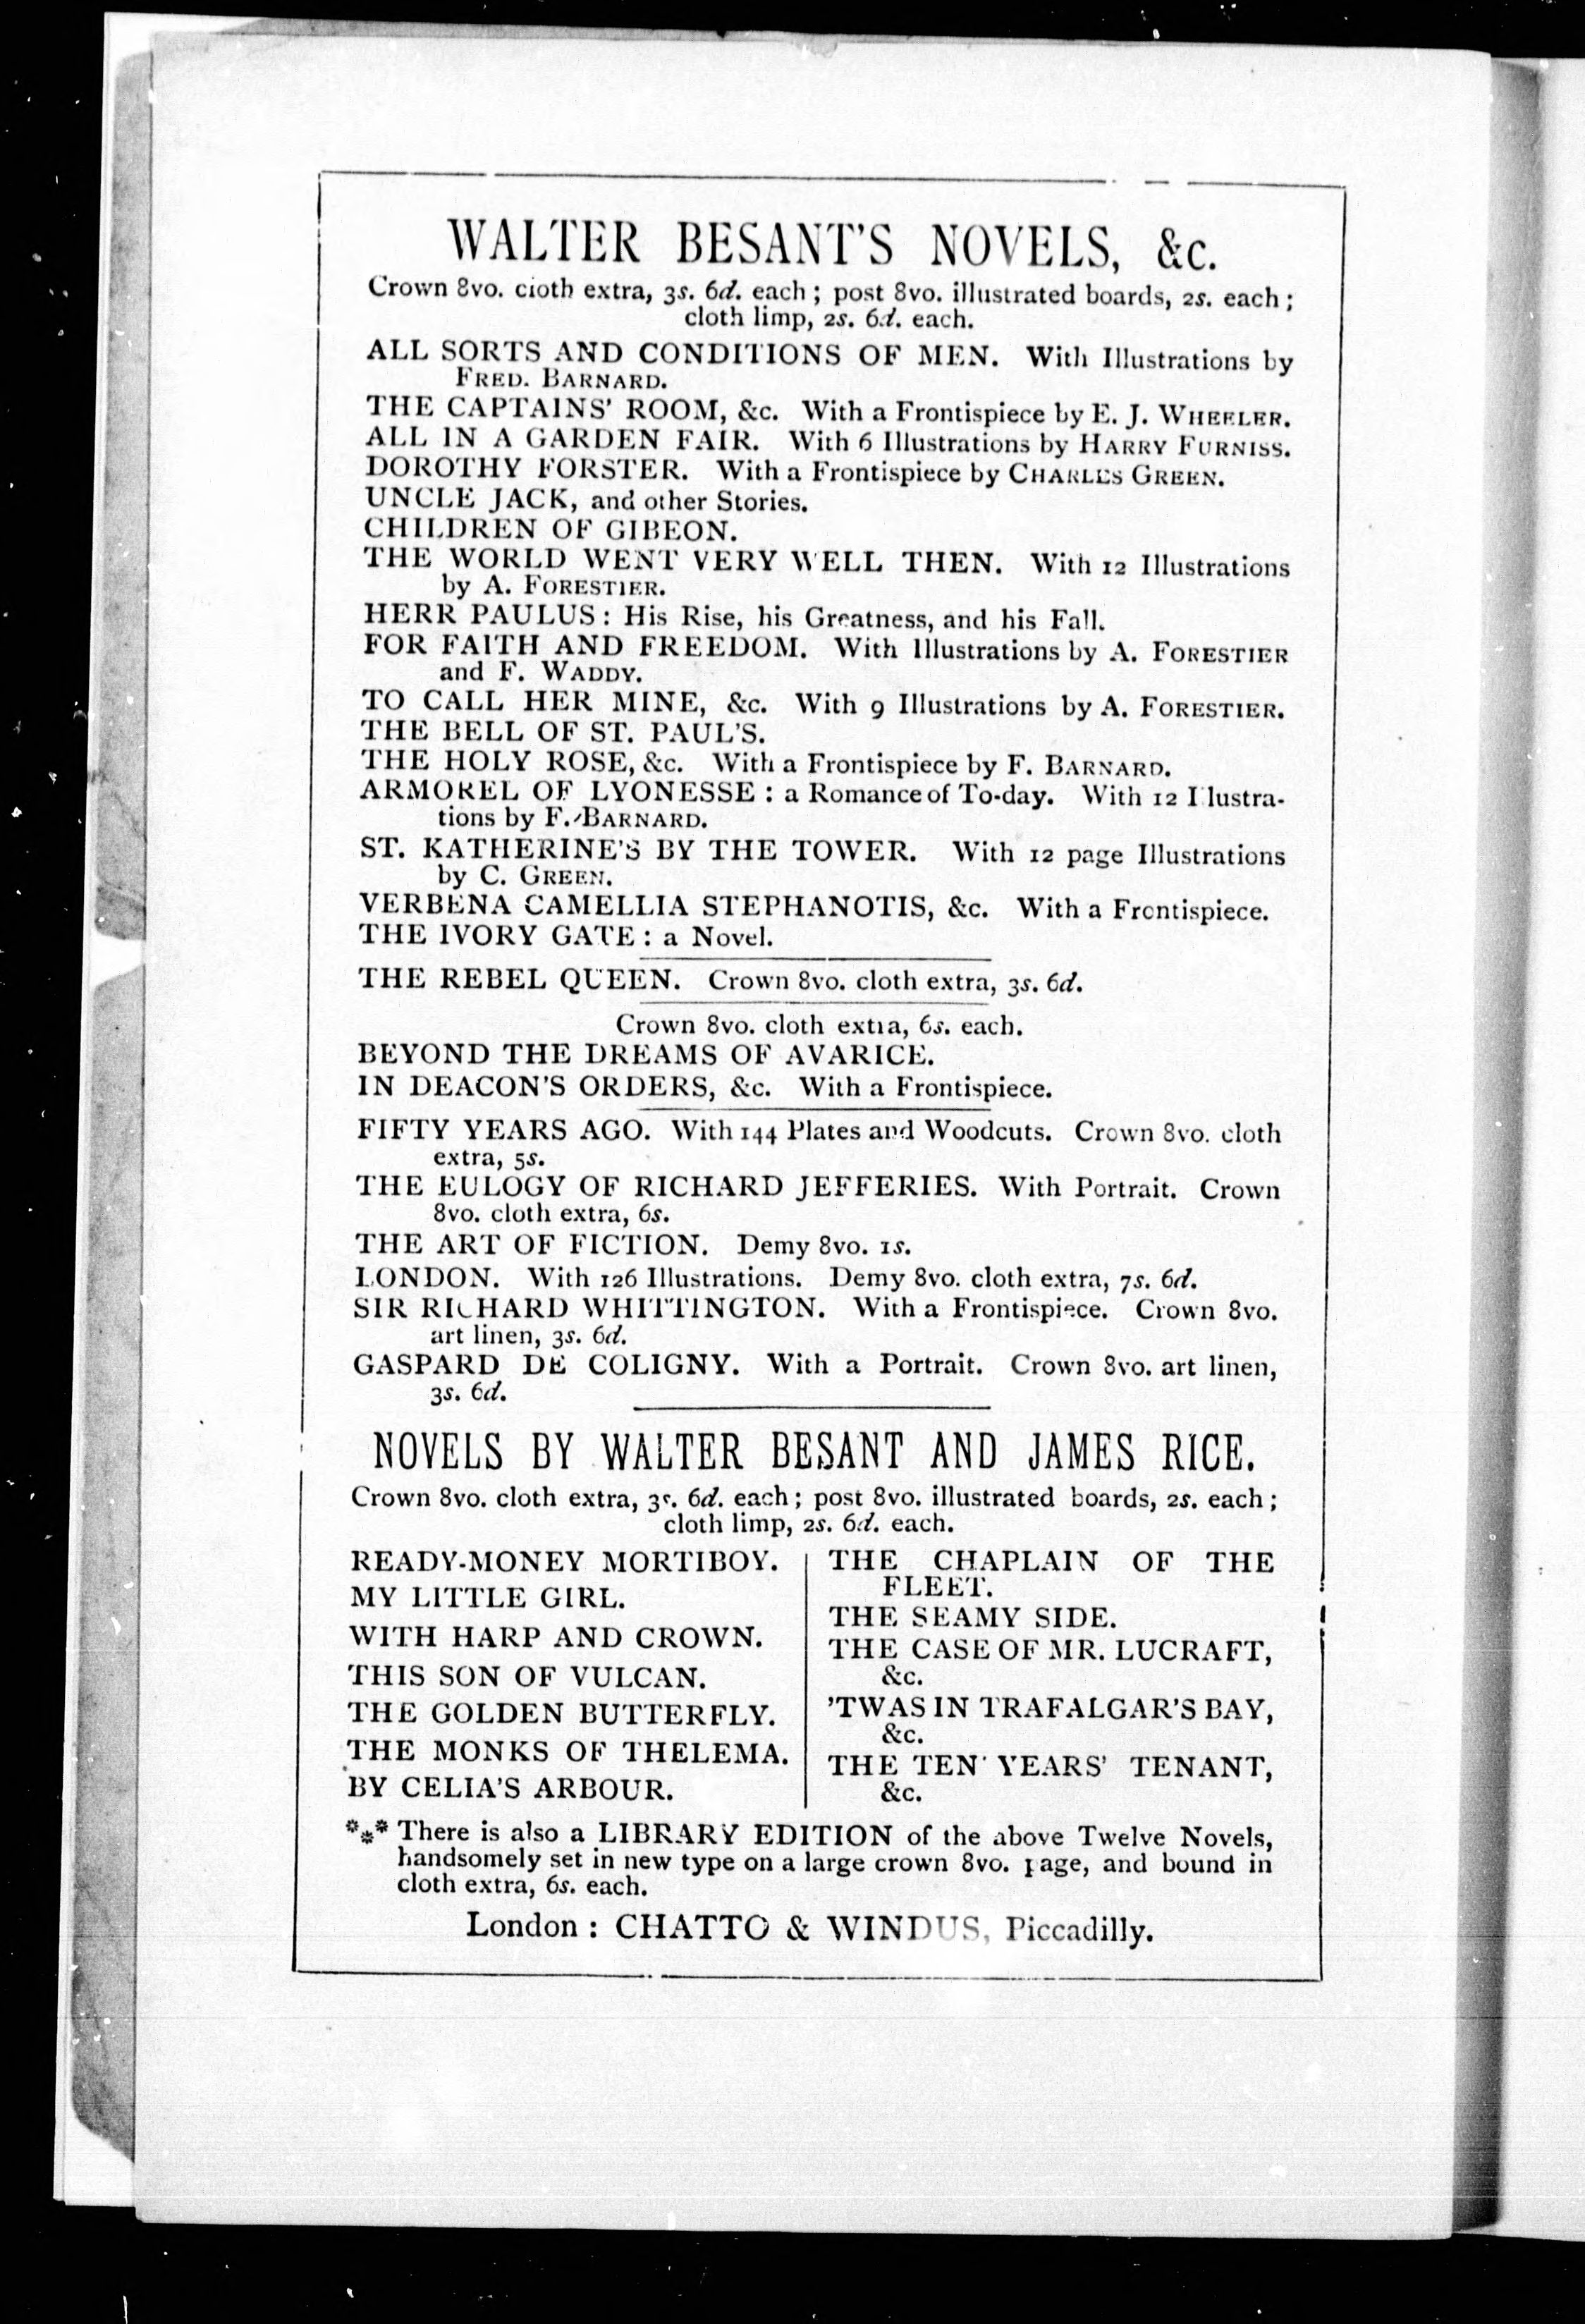 WALTER BESANT'S NOVELS, &c.
Crown 8vo. cloth extra, 3s. 6d. each; post 8vo. illustrated boards, 2s. each;
cloth limp, 2s. 6d. each.
ALL SORTS AND CONDITIONS OF MEN. With Illustrations by
FRED. BARNARD.
THE CAPTAINS' ROOM, &c. With a Frontispiece by E. J. WHEELER.
ALL IN A GARDEN FAIR. With 6 Illustrations by HARRY FURNISS.
DOROTHY FORSTER. With a Frontispiece by CHARLES GREEN.
UNCLE JACK, and other Stories.
CHILDREN OF GIBEON.
THE WORLD WENT VERY WELL THEN. With 12 Illustrations
by A. FORESTIER.
HERR PAULUS: His Rise, his Greatness, and his Fall.
FOR FAITH AND FREEDOM. With Illustrations by A. FORESTIER
and F. WADDY.
TO CALL HER MINE, &c. With 9 Illustrations by A. FORESTIER.
THE BELL OF ST. PAUL'S.
THE HOLY ROSE, &c. With a Frontispiece by F. BARNARD.
ARMOREL OF LYONESSE: a Romance of To-day. With 12 Illustra-
tions by F. BARNARD.
ST. KATHERINE'S BY THE TOWER. With 12 page Illustrations
by C. GREEN.
VERBENA CAMELLIA STEPHANOTIS, &c. With a Frontispiece.
THE IVORY GATE: a Novel.
THE REBEL QUEEN. Crown 8vo. cloth extra, 3s. 6d.
Crown 8vo. cloth extra, 6s. each.
BEYOND THE DREAMS OF AVARICE.
IN DEACON'S ORDERS, &c. With a Frontispiece.
FIFTY YEARS AGO. With 144 Plates and Woodcuts. Crown 8vo. cloth
extra, 5s.
THE EULOGY OF RICHARD JEFFERIES. With Portrait. Crown
8vo. cloth extra, 6s.
THE ART OF FICTION. Demy 8vo. 1s.
LONDON. With 126 Illustrations. Demy 8vo. cloth extra, 7s. 6d.
SIR RICHARD WHITTINGTON. With a Frontispiece. Crown 8vo.
art linen, 3s. 6d.
GASPARD DE COLIGNY. With a Portrait. Crown 8vo. art linen,
3s. 6d.
NOVELS BY WALTER BESANT AND JAMES RICE.
Crown 8vo. cloth extra, 3s. 6d. each; post 8vo. illustrated boards, 2s. each;
cloth limp, 2s. 6d. each.
READY-MONEY MORTIBOY.
MY LITTLE GIRL.
WITH HARP AND CROWN.
THIS SON OF VULCAN.
THE GOLDEN BUTTERFLY.
THE MONKS OF THELEMA.
BY CELIA'S ARBOUR.
THE CHAPLAIN OF THE
FLEET.
THE SEAMY SIDE.
THE CASE OF MR. LUCRAFT,
&c.
'TWAS IN TRAFALGAR'S BAY,
&c.
THE TEN YEARS' TENANT,
&c.
*** There is also a LIBRARY EDITION of the above Twelve Novels,
handsomely set in new type on a large crown 8vo. page, and bound in
cloth extra, 6s. each.
London: CHATTO & WINDUS, Piccadilly.